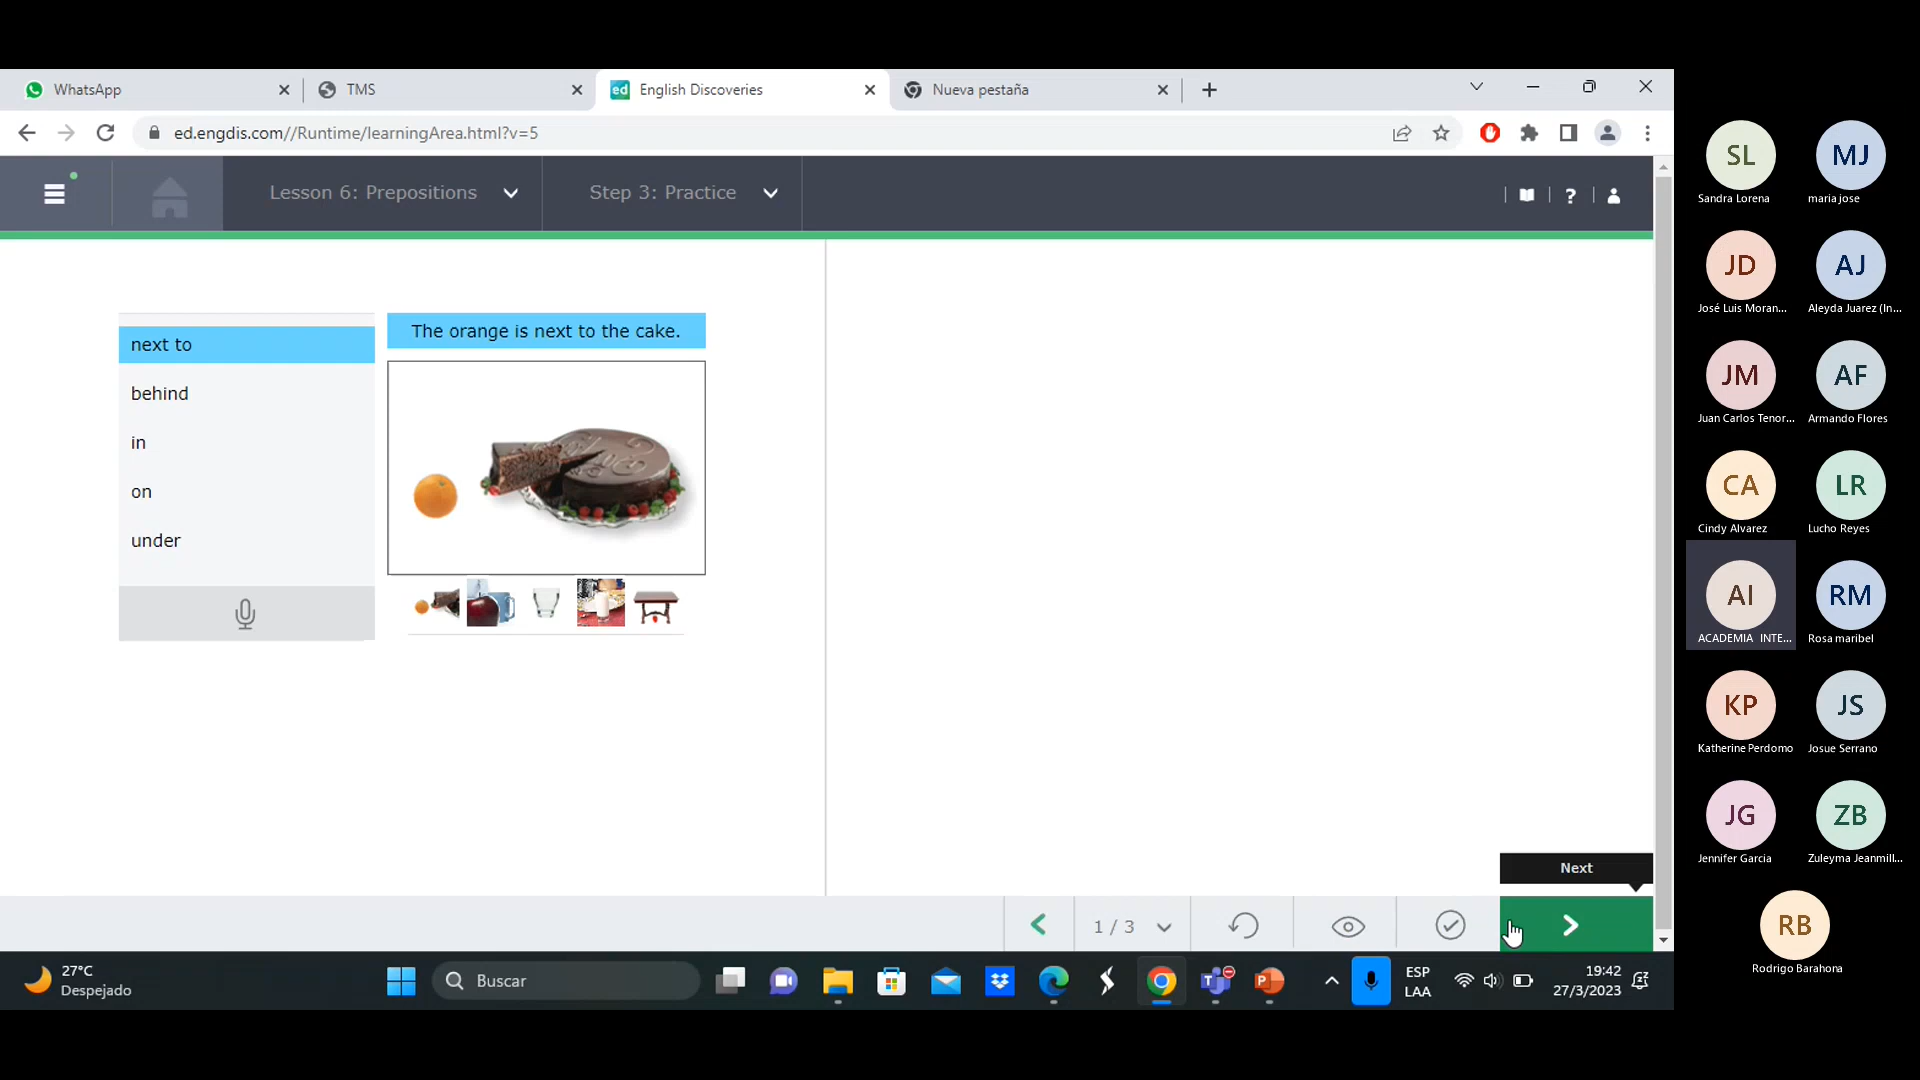 WhatsApp
TMS
English Discoveries
Nueva pestaña
ed.engdis.com//Runtime/learningArea.html?v=5
Lesson 6: Prepositions
Step 3: Practice
next to
behind
in
on
under
The orange is next to the cake.
Next
1 / 3
27°C
Despejado
Buscar
ESP
LAA
19:42
27/3/2023
SL
Sandra Lorena
MJ
maria jose
JD
José Luis Moran...
AJ
Aleyda Juarez (In...
JM
Juan Carlos Tenor...
AF
Armando Flores
CA
Cindy Alvarez
LR
Lucho Reyes
AI
ACADEMIA INTE...
RM
Rosa maribel
KP
Katherine Perdomo
JS
Josue Serrano
JG
Jennifer Garcia
ZB
Zuleyma Jeanmill...
RB
Rodrigo Barahona